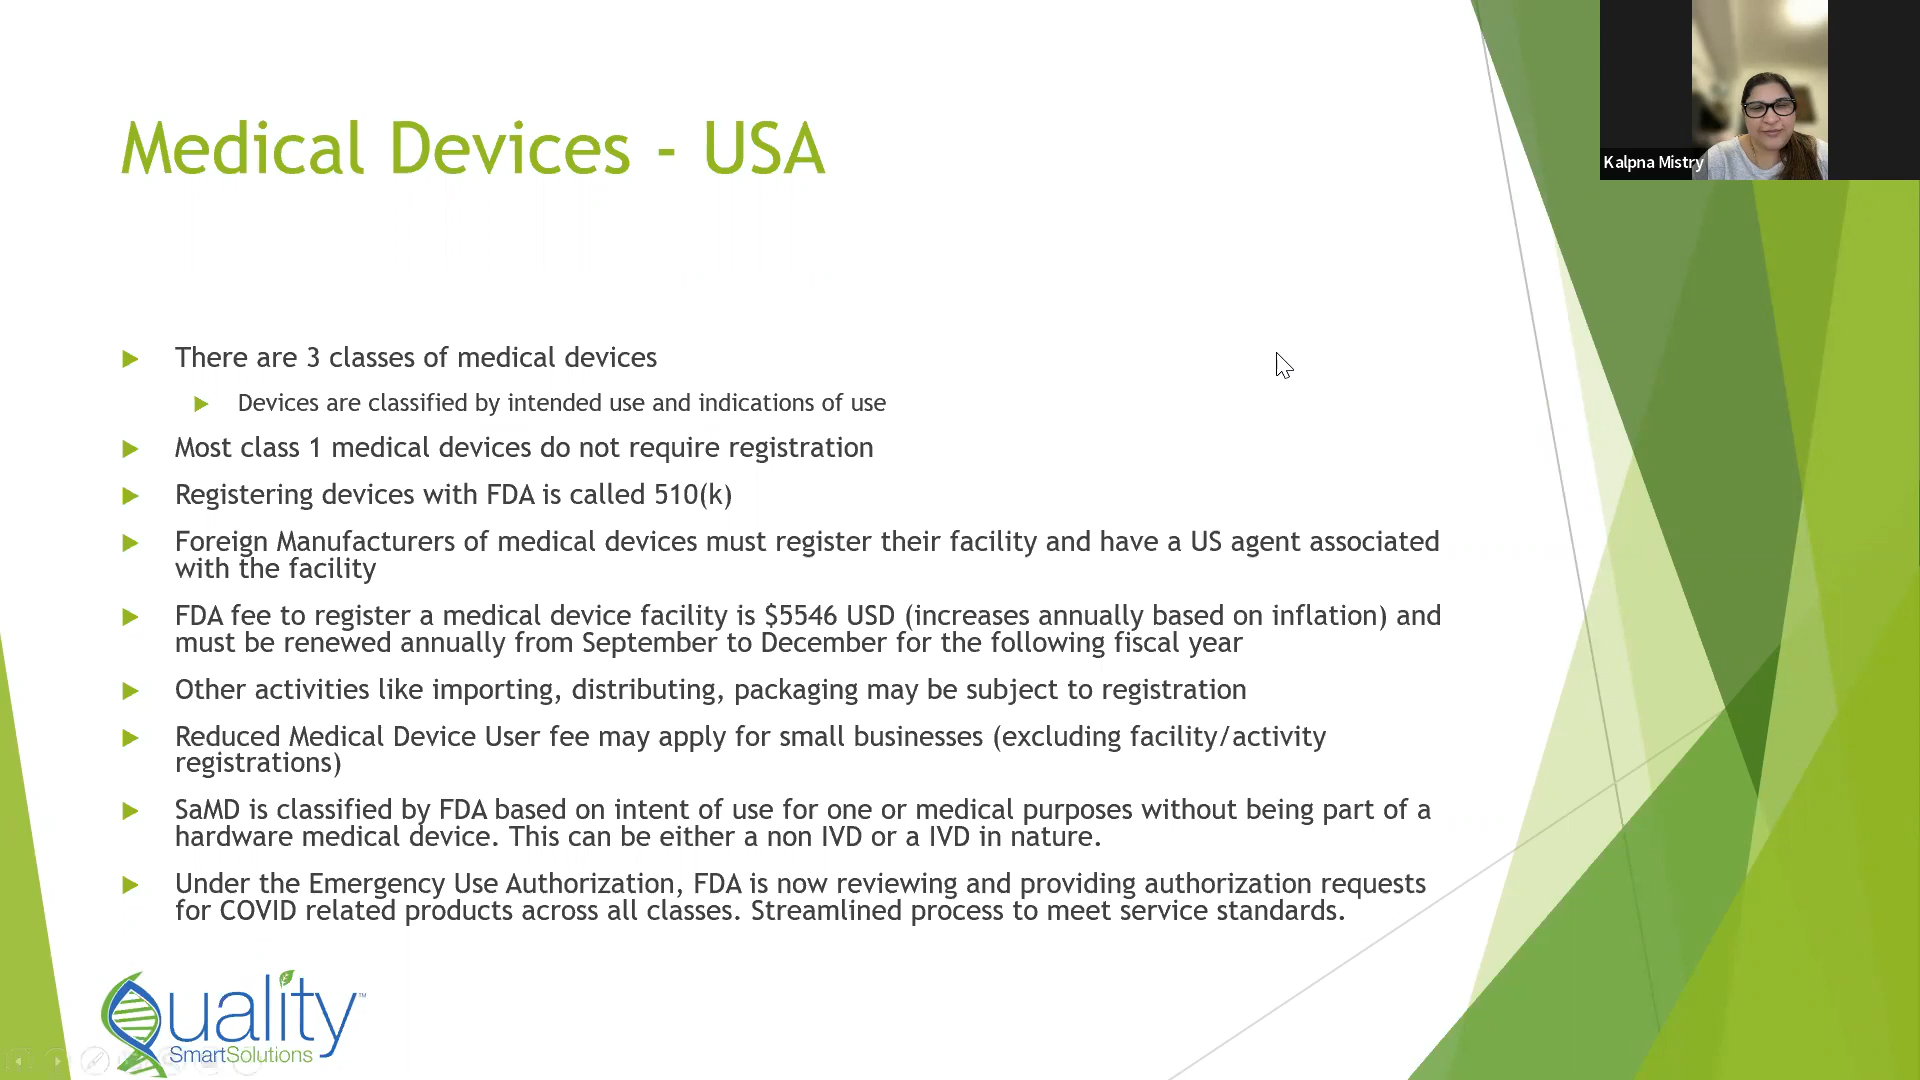 Medical Devices - USA
Kalpna Mistry
There are 3 classes of medical devices
Devices are classified by intended use and indications of use
Most class 1 medical devices do not require registration
Registering devices with FDA is called 510(k)
Foreign Manufacturers of medical devices must register their facility and have a US agent associated
with the facility
FDA fee to register a medical device facility is $5546 USD (increases annually based on inflation) and
must be renewed annually from September to December for the following fiscal year
Other activities like importing, distributing, packaging may be subject to registration
Reduced Medical Device User fee may apply for small businesses (excluding facility/activity
registrations)
SaMD is classified by FDA based on intent of use for one or medical purposes without being part of a
hardware medical device. This can be either a non IVD or a IVD in nature.
Under the Emergency Use Authorization, FDA is now reviewing and providing authorization requests
for COVID related products across all classes. Streamlined process to meet service standards.
Quality™
SmartSolutions